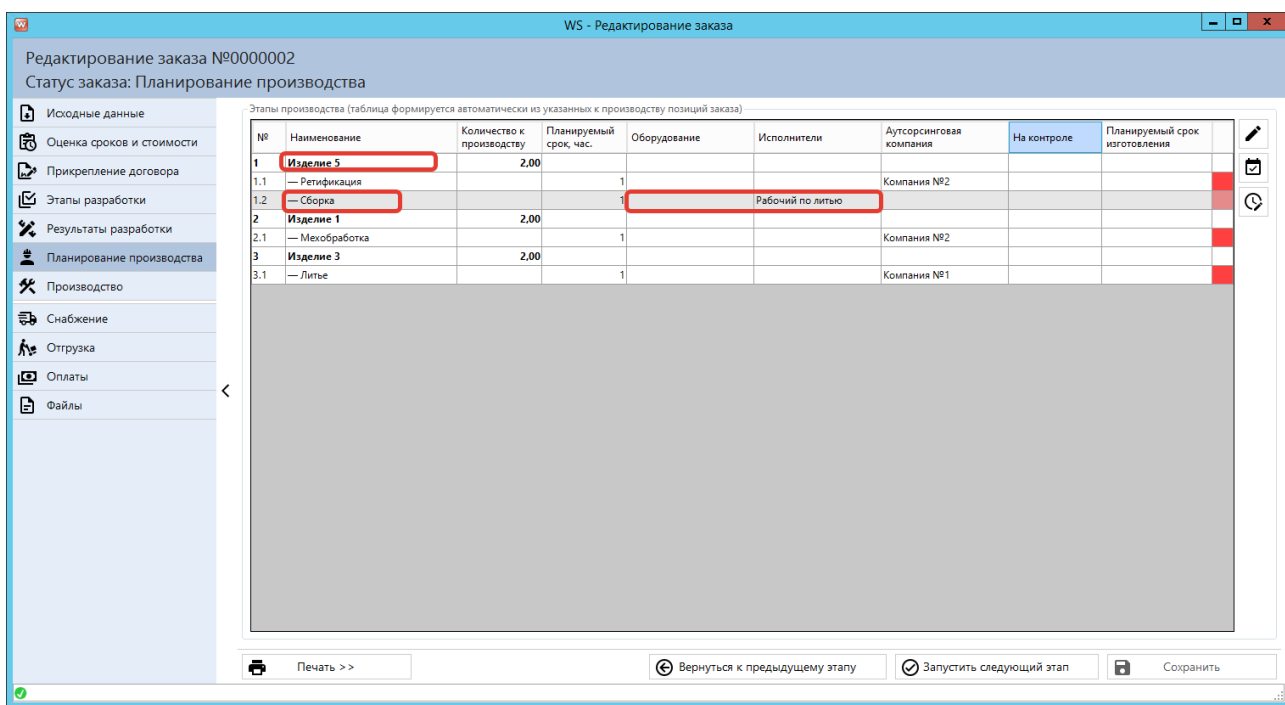 WS - Редактирование заказа
Редактирование заказа №0000002
Статус заказа: Планирование производства
Исходные данные
Оценка сроков и стоимости
Прикрепление договора
Этапы разработки
Результаты разработки
Планирование производства
Производство
Снабжение
Отгрузка
Оплаты
Файлы
Этапы производства (таблица формируется автоматически из указанных к производству позиций заказа)
№ Наименование Количество к производству Планируемый срок, час. Оборудование Исполнители Аутсорсинговая компания На контроле Планируемый срок изготовления
1 Изделие 5 2,00
1.1 — Ретификация 1 Компания №2
1.2 — Сборка 1 Рабочий по литью
2 Изделие 1 2,00
2.1 — Мехобработка 1 Компания №2
3 Изделие 3 2,00
3.1 — Литье 1 Компания №1
Печать >> Вернуться к предыдущему этапу Запустить следующий этап Сохранить